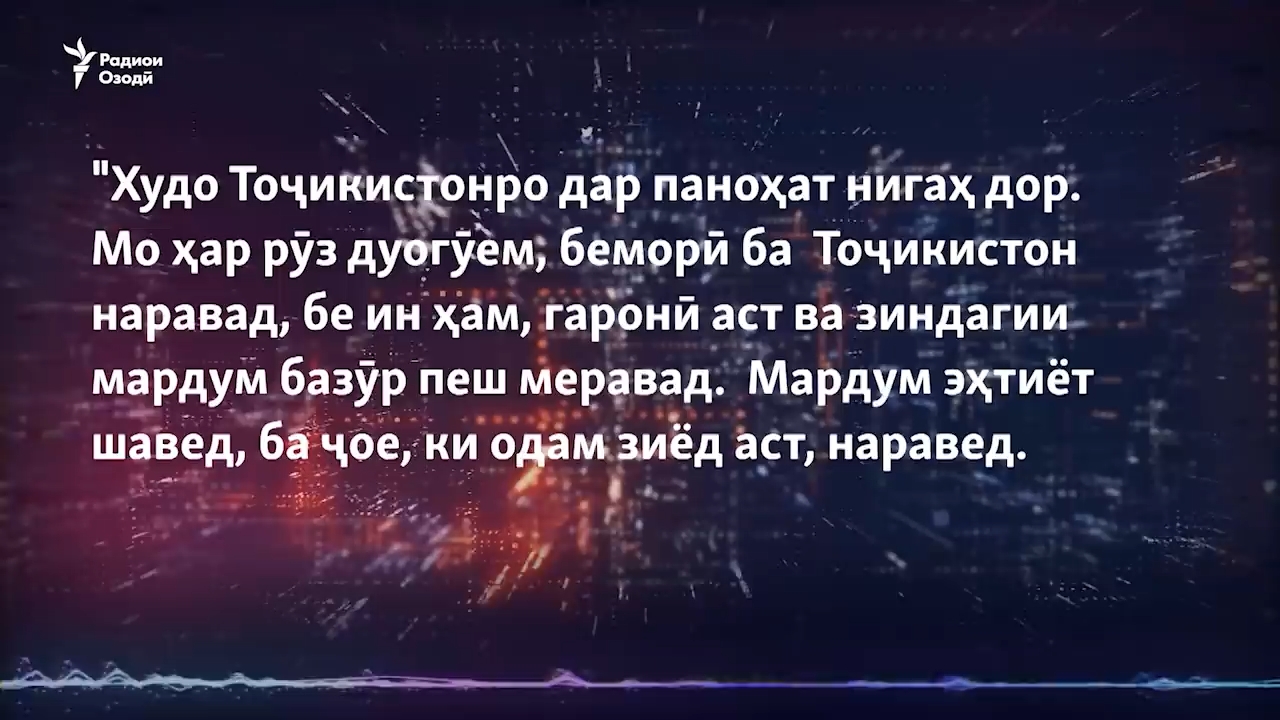 Радиои
Озодӣ
"Худо Тоҷикистонро дар паноҳат нигаҳ дор.
Мо ҳар рӯз дуогӯем, беморӣ ба  Тоҷикистон
наравад, бе ин ҳам, гаронӣ аст ва зиндагии
мардум базӯр пеш меравад.  Мардум эҳтиёт
шавед, ба ҷое, ки одам зиёд аст, наравед.